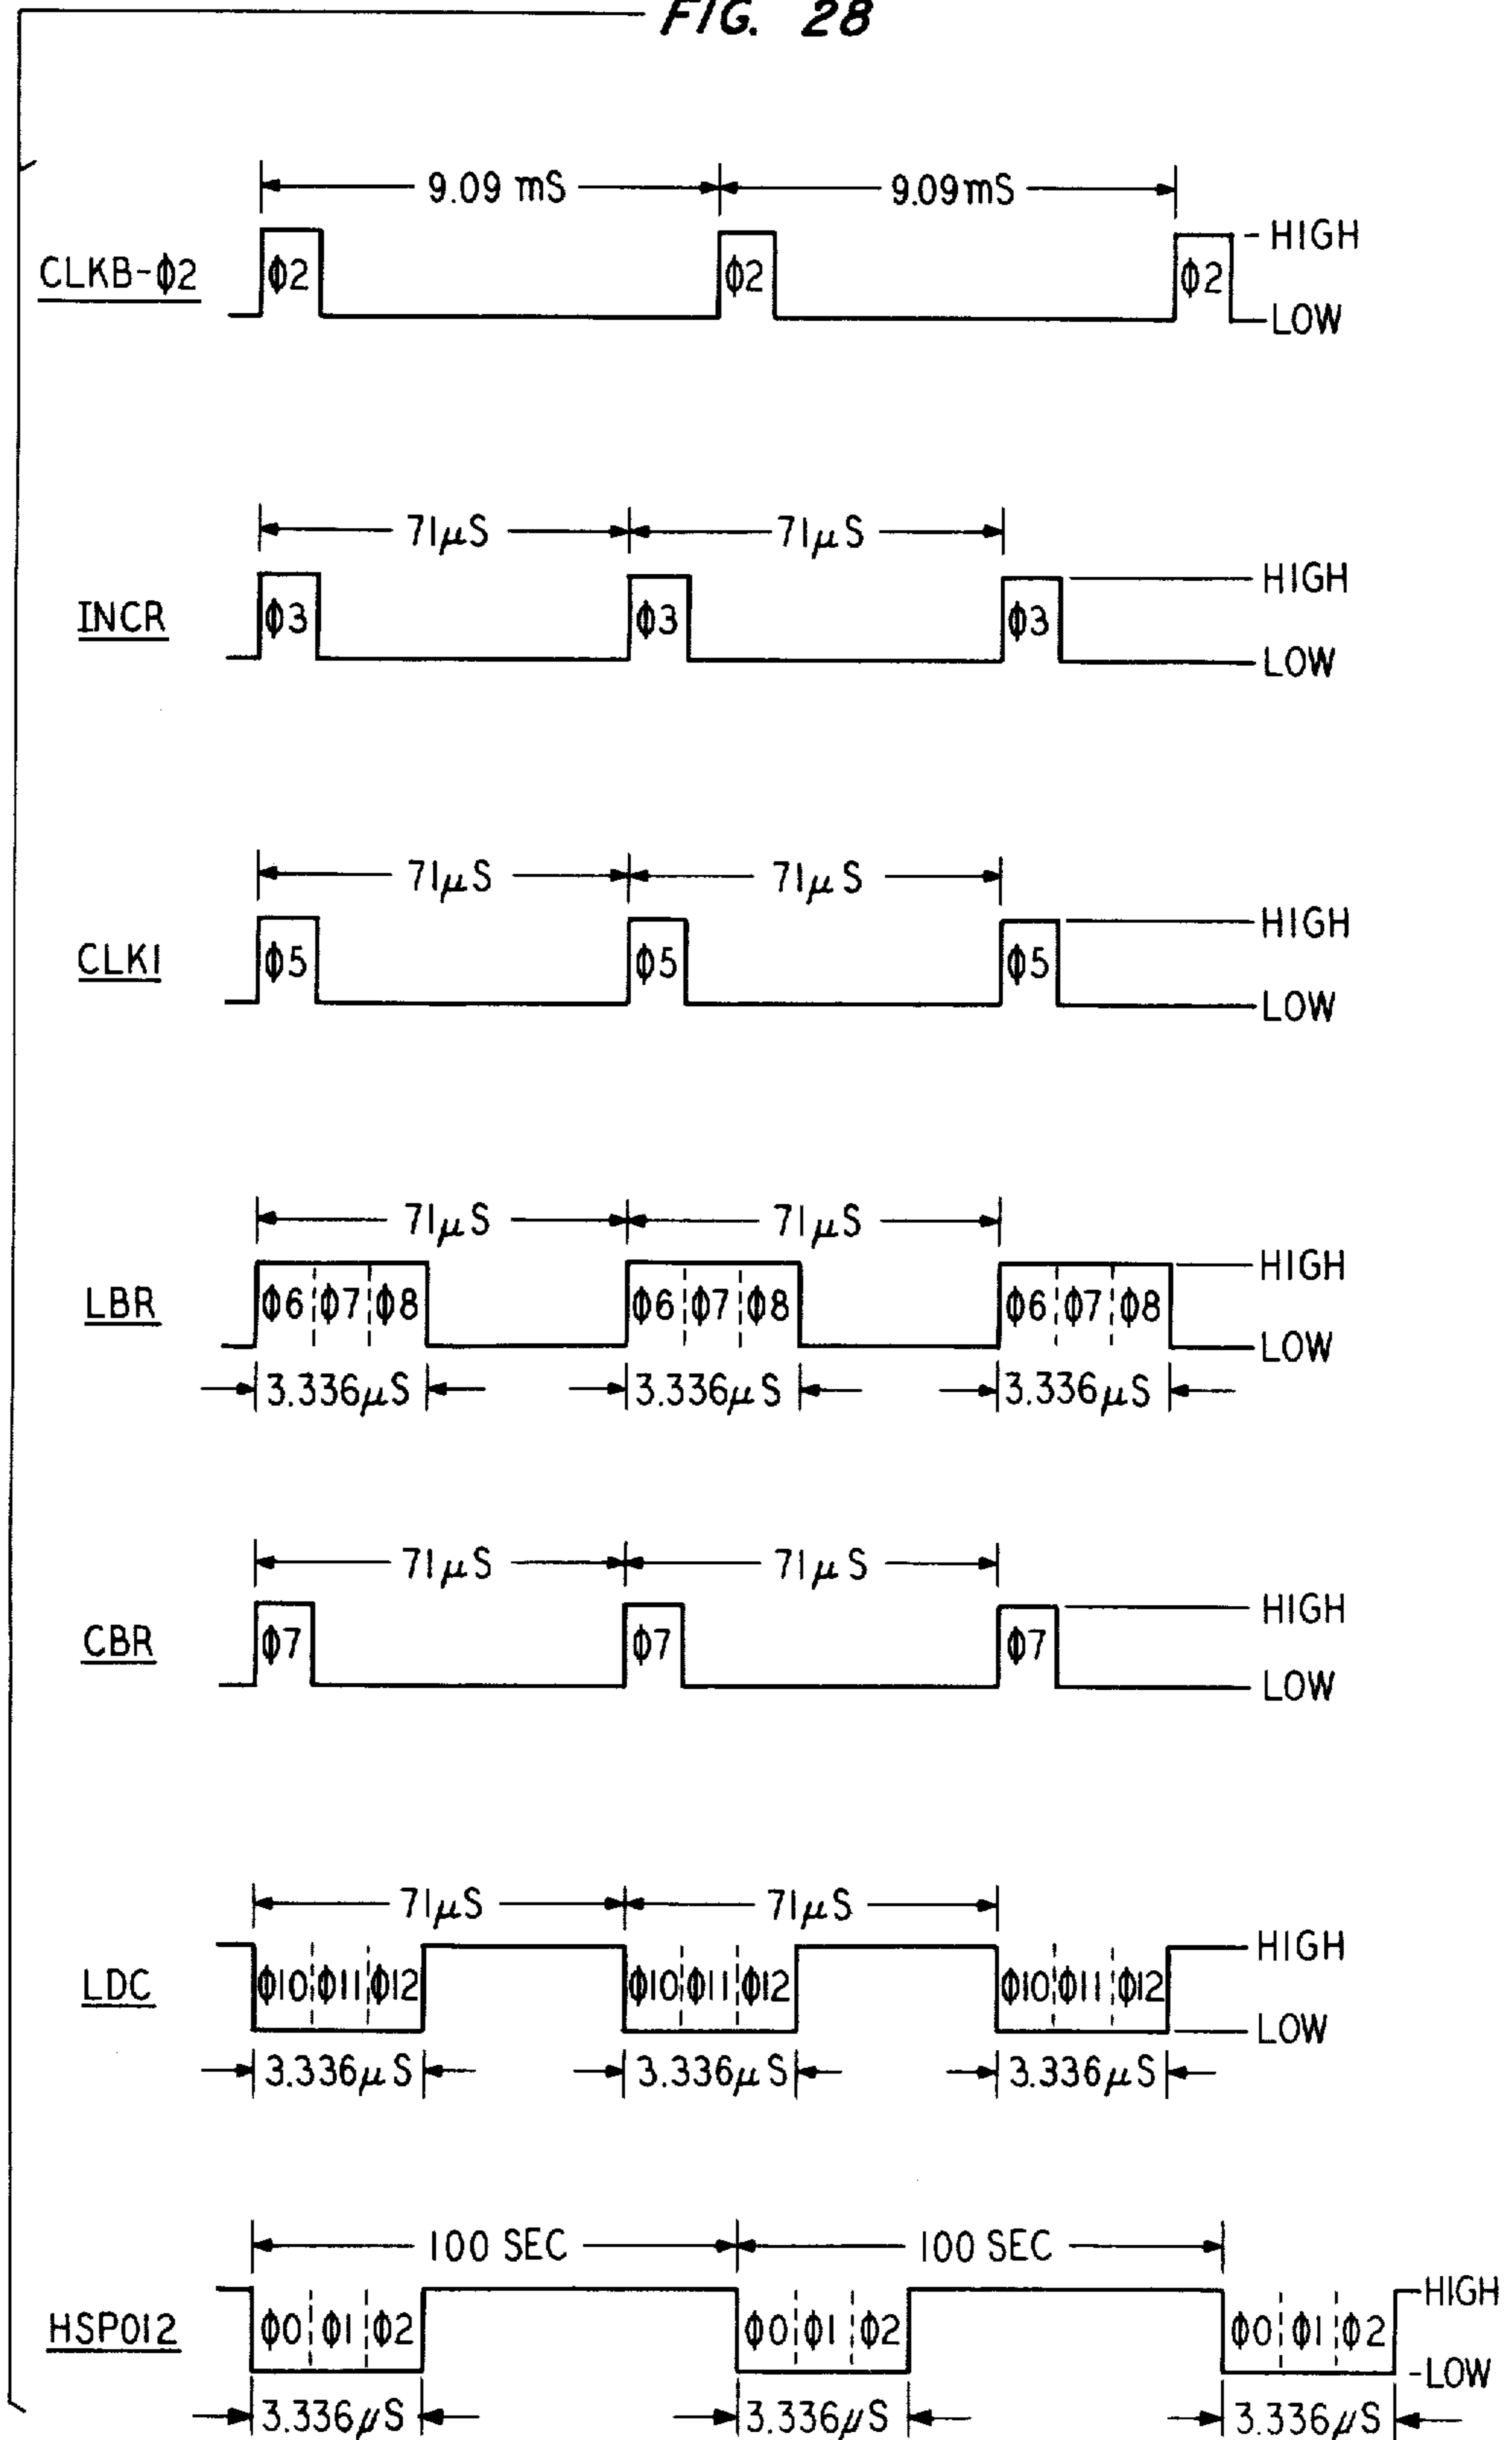 FIG. 28
9.09 mS 9.09 mS
CLKB-Φ2 Φ2 Φ2 Φ2 HIGH
LOW
71μS 71μS
INCR Φ3 Φ3 Φ3 HIGH
LOW
71μS 71μS
CLK1 Φ5 Φ5 Φ5 HIGH
LOW
71μS 71μS
LBR Φ6 Φ7 Φ8 Φ6 Φ7 Φ8 Φ6 Φ7 Φ8 HIGH
LOW
3.336μS 3.336μS 3.336μS
71μS 71μS
CBR Φ7 Φ7 Φ7 HIGH
LOW
71μS 71μS
LDC Φ10 Φ11 Φ12 Φ10 Φ11 Φ12 Φ10 Φ11 Φ12 HIGH
LOW
3.336μS 3.336μS 3.336μS
100 SEC 100 SEC
HSP012 Φ0 Φ1 Φ2 Φ0 Φ1 Φ2 Φ0 Φ1 Φ2 HIGH
LOW
3.336μS 3.336μS 3.336μS